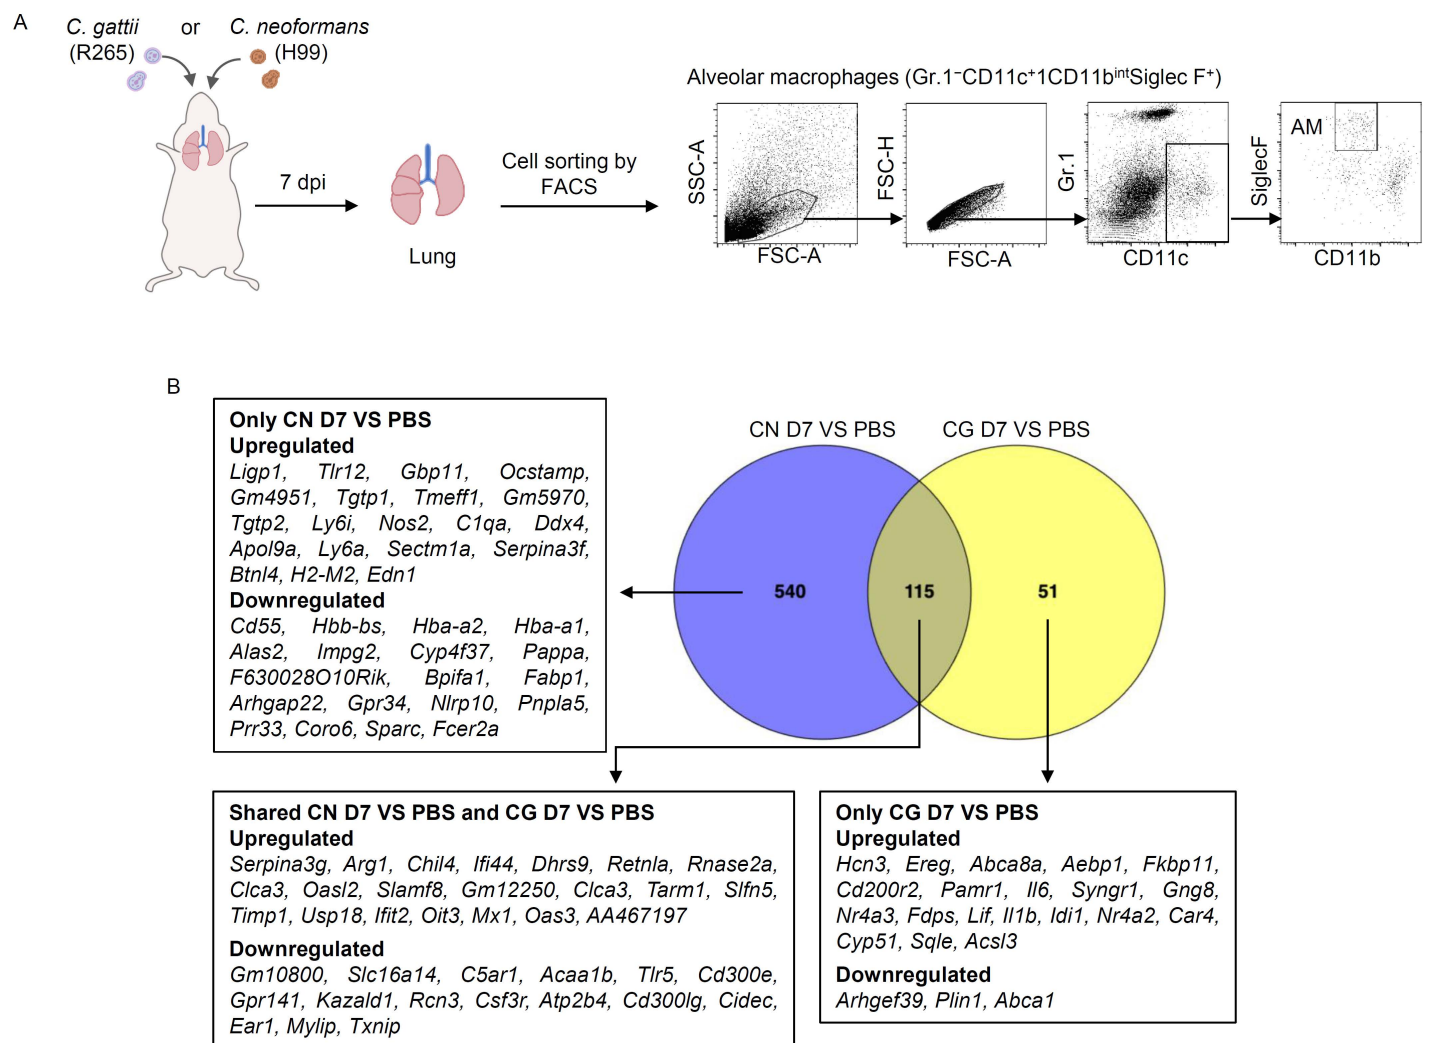 A
C. gattii or C. neoformans
(R265) (H99)
7 dpi
Lung
Cell sorting by
FACS
Alveolar macrophages (Gr.1⁻CD11c⁺1CD11bⁱⁿᵗSiglec F⁺)
SSC-A
FSC-A
FSC-H
FSC-A
Gr.1
CD11c
SiglecF
AM
CD11b
B
Only CN D7 VS PBS
Upregulated
Ligp1, Tlr12, Gbp11, Ocstamp,
Gm4951, Tgtp1, Tmeff1, Gm5970,
Tgtp2, Ly6i, Nos2, C1qa, Ddx4,
Apol9a, Ly6a, Sectm1a, Serpina3f,
Btnl4, H2-M2, Edn1
Downregulated
Cd55, Hbb-bs, Hba-a2, Hba-a1,
Alas2, Impg2, Cyp4f37, Pappa,
F630028O10Rik, Bpifa1, Fabp1,
Arhgap22, Gpr34, Nlrp10, Pnpla5,
Prr33, Coro6, Sparc, Fcer2a
CN D7 VS PBS
CG D7 VS PBS
540
115
51
Shared CN D7 VS PBS and CG D7 VS PBS
Upregulated
Serpina3g, Arg1, Chil4, Ifi44, Dhrs9, Retnla, Rnase2a,
Clca3, Oasl2, Slamf8, Gm12250, Clca3, Tarm1, Slfn5,
Timp1, Usp18, Ifit2, Oit3, Mx1, Oas3, AA467197
Downregulated
Gm10800, Slc16a14, C5ar1, Acaa1b, Tlr5, Cd300e,
Gpr141, Kazald1, Rcn3, Csf3r, Atp2b4, Cd300lg, Cidec,
Ear1, Mylip, Txnip
Only CG D7 VS PBS
Upregulated
Hcn3, Ereg, Abca8a, Aebp1, Fkbp11,
Cd200r2, Pamr1, Il6, Syngr1, Gng8,
Nr4a3, Fdps, Lif, Il1b, Idi1, Nr4a2, Car4,
Cyp51, Sqle, Acsl3
Downregulated
Arhgef39, Plin1, Abca1